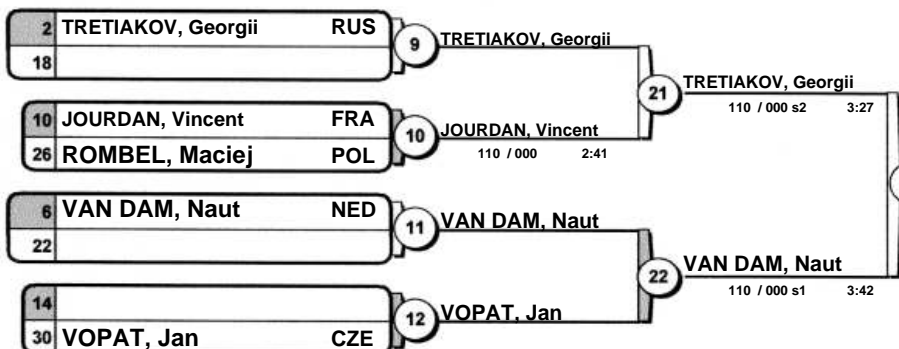 2 TRETIAKOV, Georgii RUS
18
9 TRETIAKOV, Georgii
10 JOURDAN, Vincent FRA
26 ROMBEL, Maciej POL
10 JOURDAN, Vincent
110 / 000 2:41
21 TRETIAKOV, Georgii
110 / 000 s2 3:27
6 VAN DAM, Naut NED
22
11 VAN DAM, Naut
14
30 VOPAT, Jan CZE
12 VOPAT, Jan
22 VAN DAM, Naut
110 / 000 s1 3:42